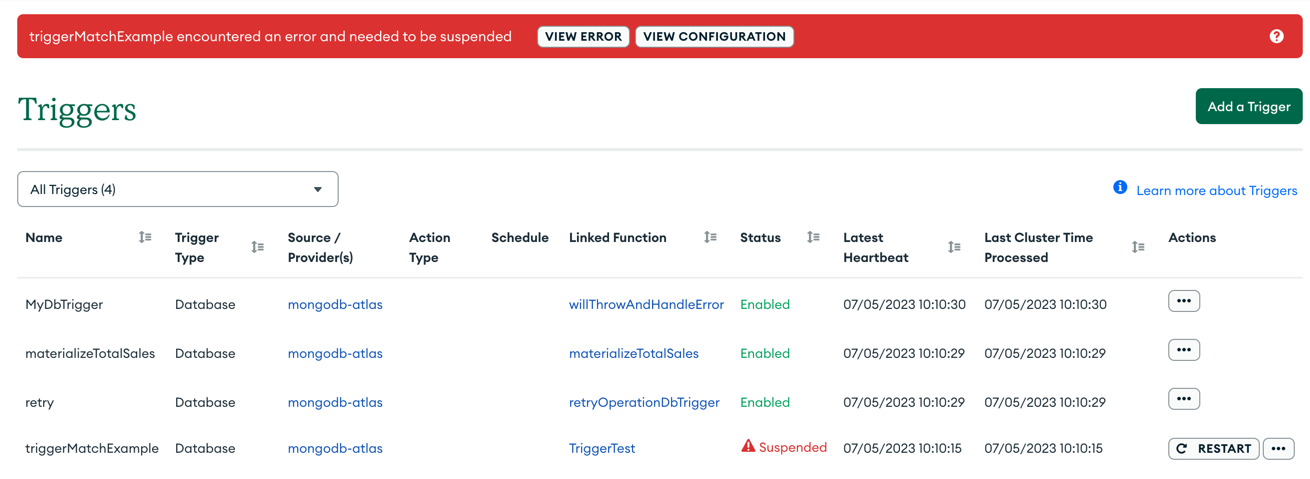 triggerMatchExample encountered an error and needed to be suspended VIEW ERROR VIEW CONFIGURATION
Triggers
Add a Trigger
All Triggers (4)
Learn more about Triggers
Name Trigger Type Source / Provider(s) Action Type Schedule Linked Function Status Latest Heartbeat Last Cluster Time Processed Actions
MyDbTrigger Database mongodb-atlas willThrowAndHandleError Enabled 07/05/2023 10:10:30 07/05/2023 10:10:30
materializeTotalSales Database mongodb-atlas materializeTotalSales Enabled 07/05/2023 10:10:29 07/05/2023 10:10:29
retry Database mongodb-atlas retryOperationDbTrigger Enabled 07/05/2023 10:10:29 07/05/2023 10:10:29
triggerMatchExample Database mongodb-atlas TriggerTest Suspended 07/05/2023 10:10:15 07/05/2023 10:10:15 RESTART